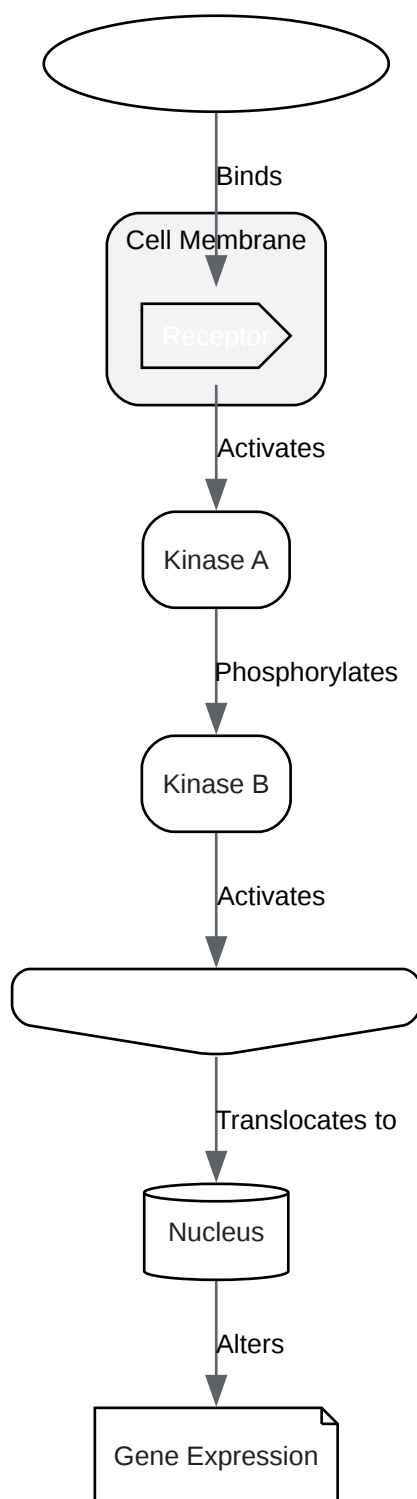 Binds
Cell Membrane
Receptor
Activates
Kinase A
Phosphorylates
Kinase B
Activates
Translocates to
Nucleus
Alters
Gene Expression